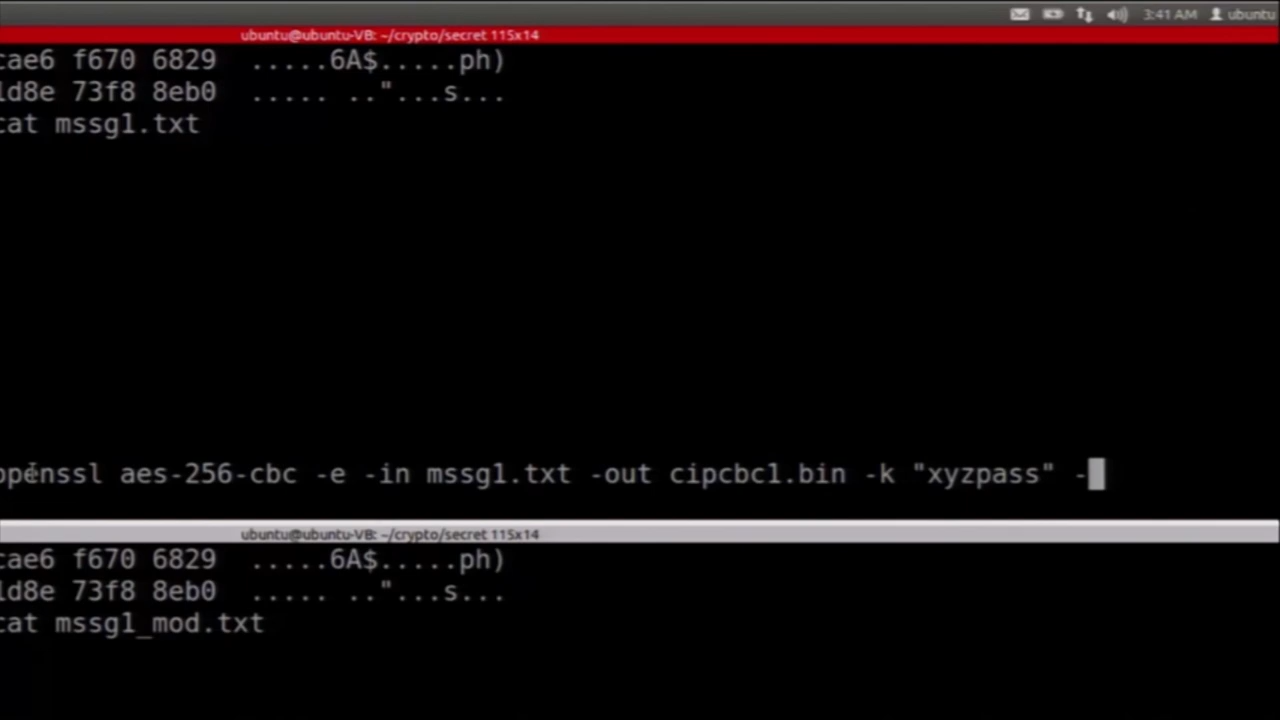 3:41 AM ubuntu
ubuntu@ubuntu-VB: ~/crypto/secret 115x14
cae6 f670 6829 .....6A$.....ph)
1d8e 73f8 8eb0 ..... .."...s...
cat mssg1.txt
openssl aes-256-cbc -e -in mssg1.txt -out cipcbc1.bin -k "xyzpass" -
ubuntu@ubuntu-VB: ~/crypto/secret 115x14
cae6 f670 6829 .....6A$.....ph)
1d8e 73f8 8eb0 ..... .."...s...
cat mssg1_mod.txt